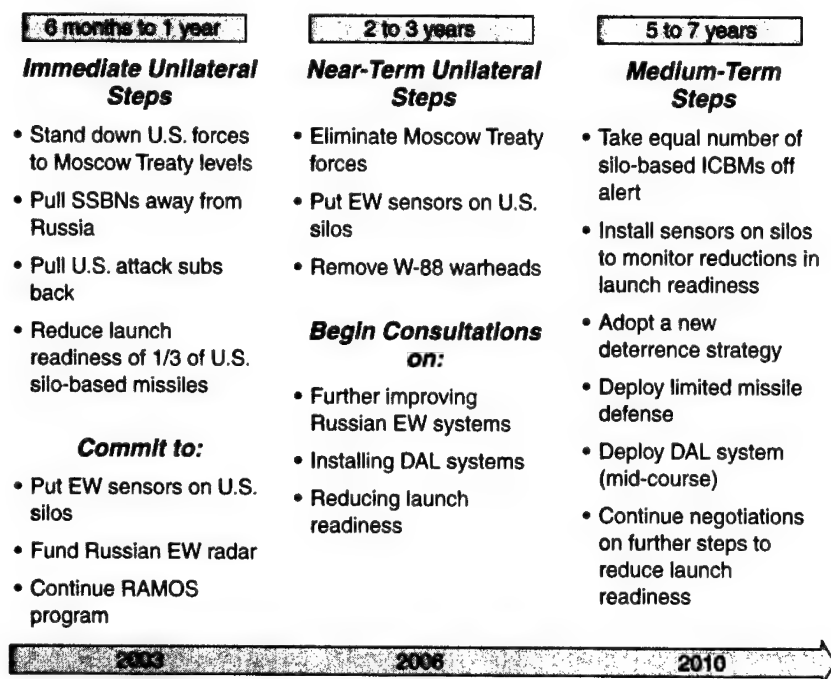 6 months to 1 year
Immediate Unilateral
Steps
• Stand down U.S. forces
to Moscow Treaty levels
• Pull SSBNs away from
Russia
• Pull U.S. attack subs
back
• Reduce launch
readiness of 1/3 of U.S.
silo-based missiles
Commit to:
• Put EW sensors on U.S.
silos
• Fund Russian EW radar
• Continue RAMOS
program
2 to 3 years
Near-Term Unilateral
Steps
• Eliminate Moscow Treaty
forces
• Put EW sensors on U.S.
silos
• Remove W-88 warheads
Begin Consultations
on:
• Further improving
Russian EW systems
• Installing DAL systems
• Reducing launch
readiness
5 to 7 years
Medium-Term
Steps
• Take equal number of
silo-based ICBMs off
alert
• Install sensors on silos
to monitor reductions in
launch readiness
• Adopt a new
deterrence strategy
• Deploy limited missile
defense
• Deploy DAL system
(mid-course)
• Continue negotiations
on further steps to
reduce launch
readiness
2003
2006
2010